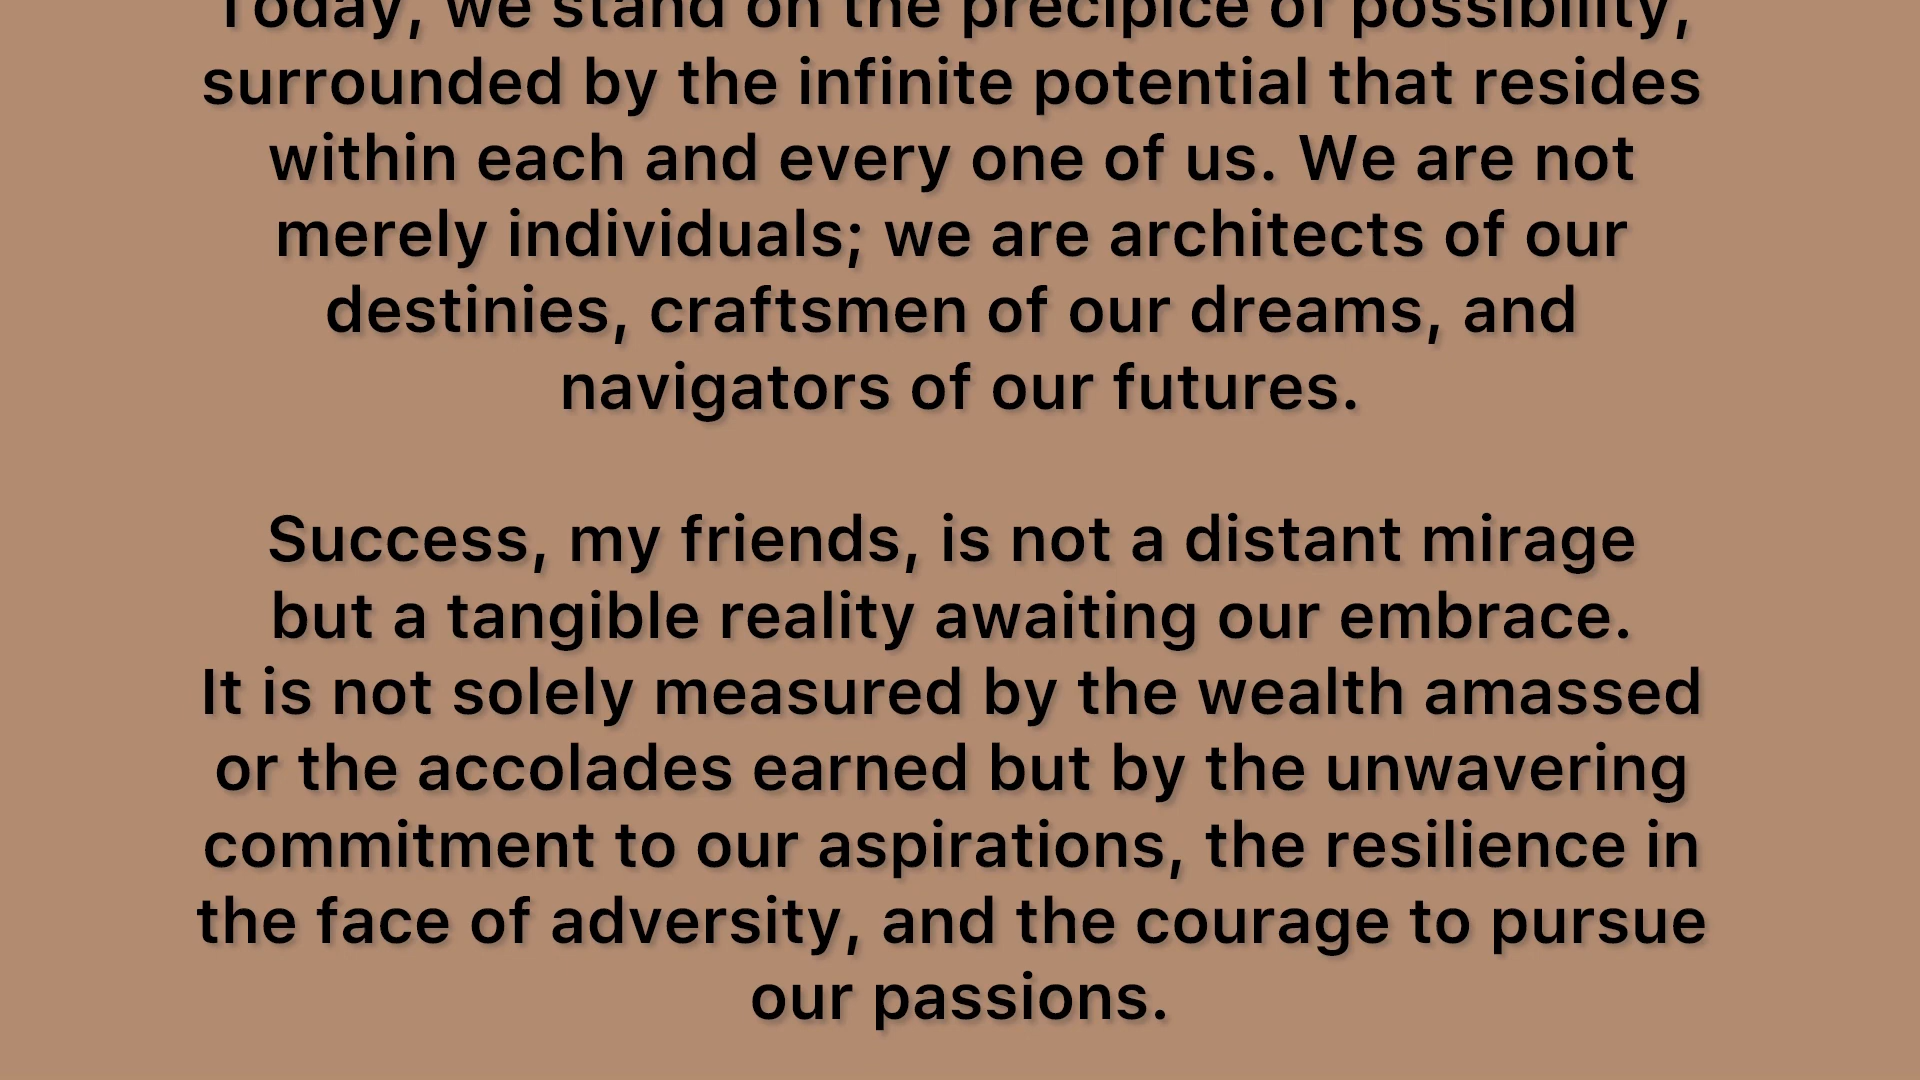 Today, we stand on the precipice of possibility,
surrounded by the infinite potential that resides
within each and every one of us. We are not
merely individuals; we are architects of our
destinies, craftsmen of our dreams, and
navigators of our futures.
Success, my friends, is not a distant mirage
but a tangible reality awaiting our embrace.
It is not solely measured by the wealth amassed
or the accolades earned but by the unwavering
commitment to our aspirations, the resilience in
the face of adversity, and the courage to pursue
our passions.